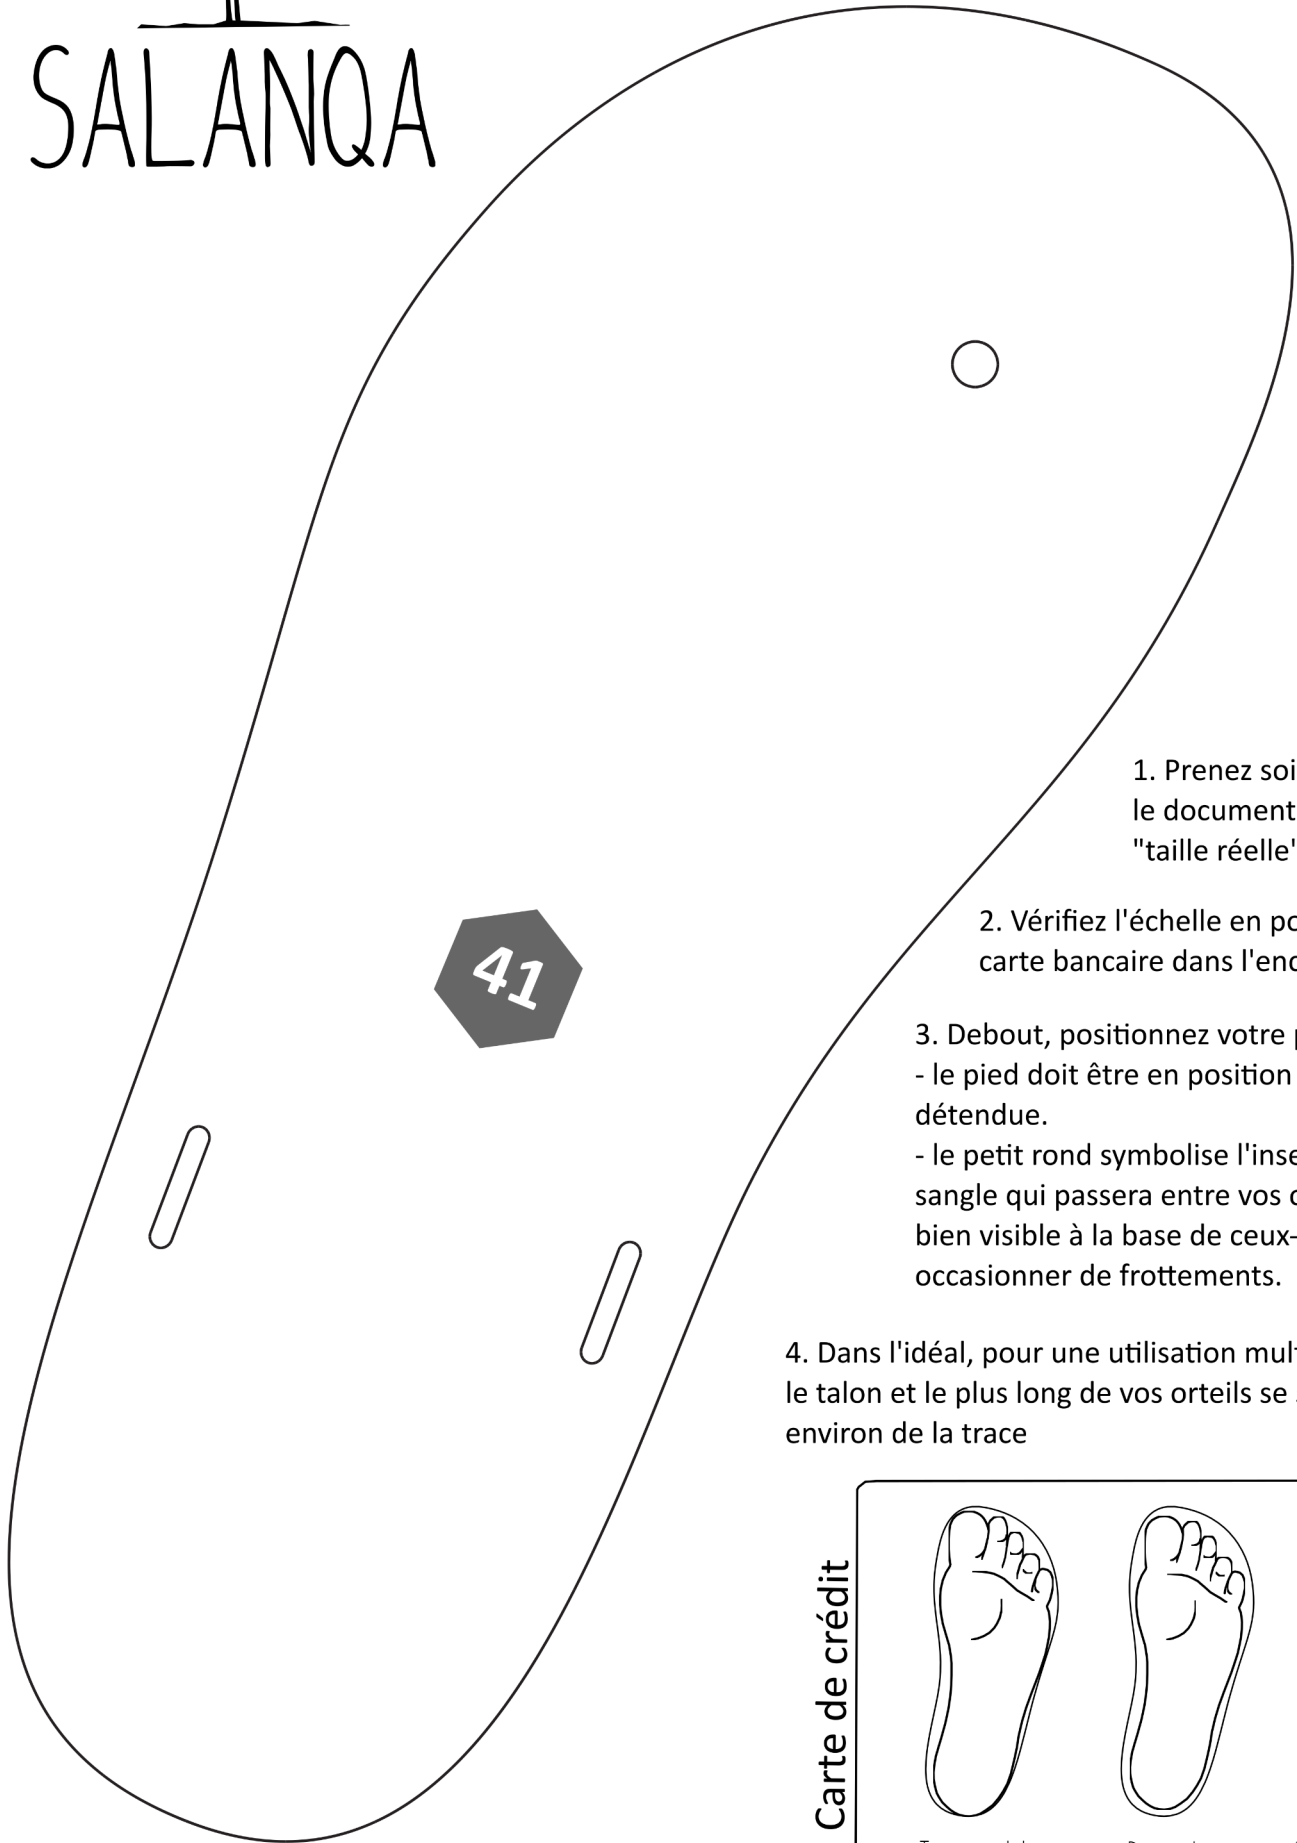 SALANQA
1. Prenez soi
le document
"taille réelle"
41
2. Vérifiez l'échelle en po
carte bancaire dans l'enc
3. Debout, positionnez votre
- le pied doit être en position
détendue.
- le petit rond symbolise l'inse
sangle qui passera entre vos
bien visible à la base de ceux-
occasionner de frottements.
4. Dans l'idéal, pour une utilisation mul
le talon et le plus long de vos orteils se
environ de la trace
Carte de crédit